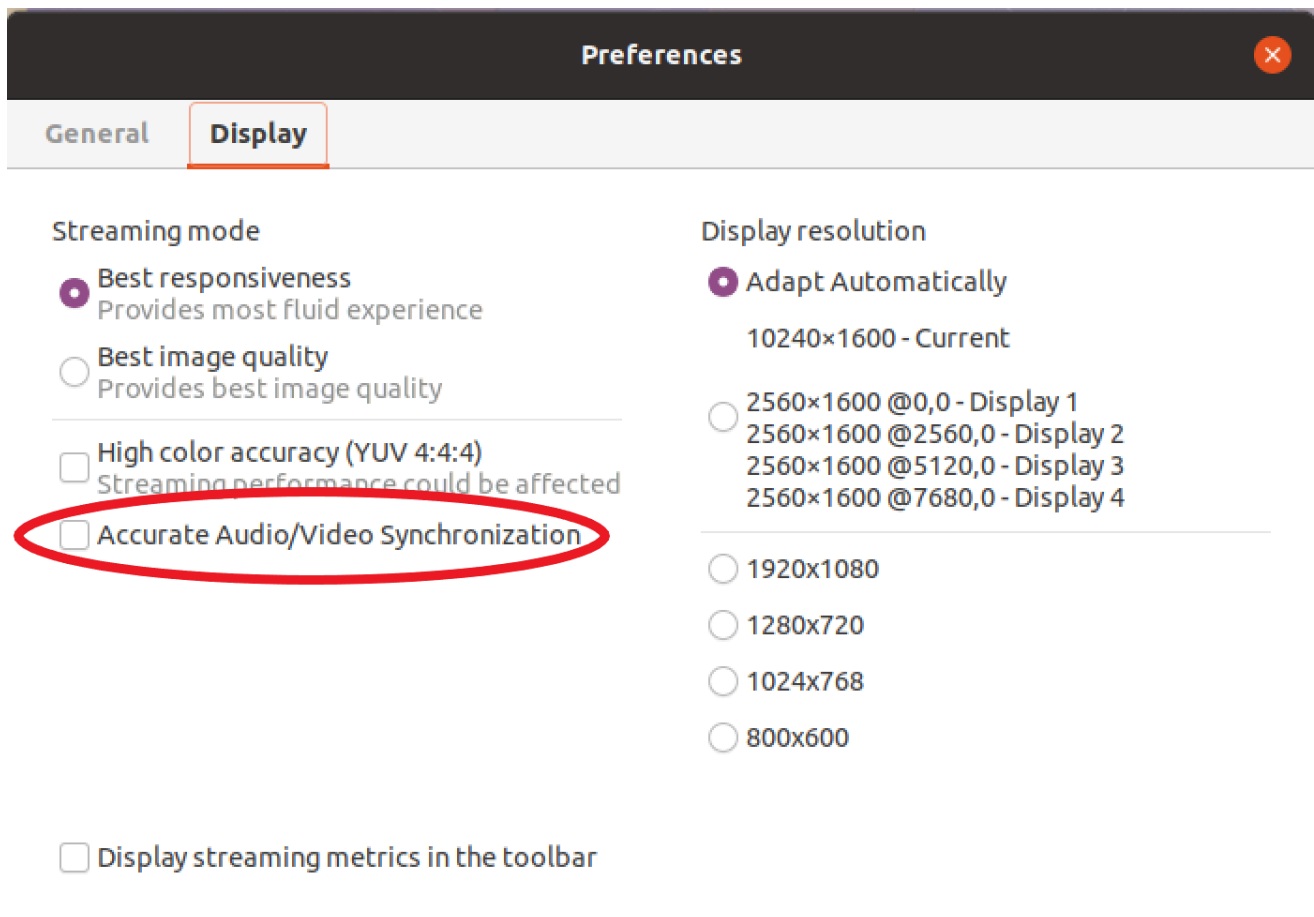 Preferences
General
Display
Streaming mode
Best responsiveness
Provides most fluid experience
Best image quality
Provides best image quality
High color accuracy (YUV 4:4:4)
Streaming performance could be affected
Accurate Audio/Video Synchronization
Display resolution
Adapt Automatically
10240×1600 - Current
2560×1600 @0,0 - Display 1
2560×1600 @2560,0 - Display 2
2560×1600 @5120,0 - Display 3
2560×1600 @7680,0 - Display 4
1920x1080
1280x720
1024x768
800x600
Display streaming metrics in the toolbar